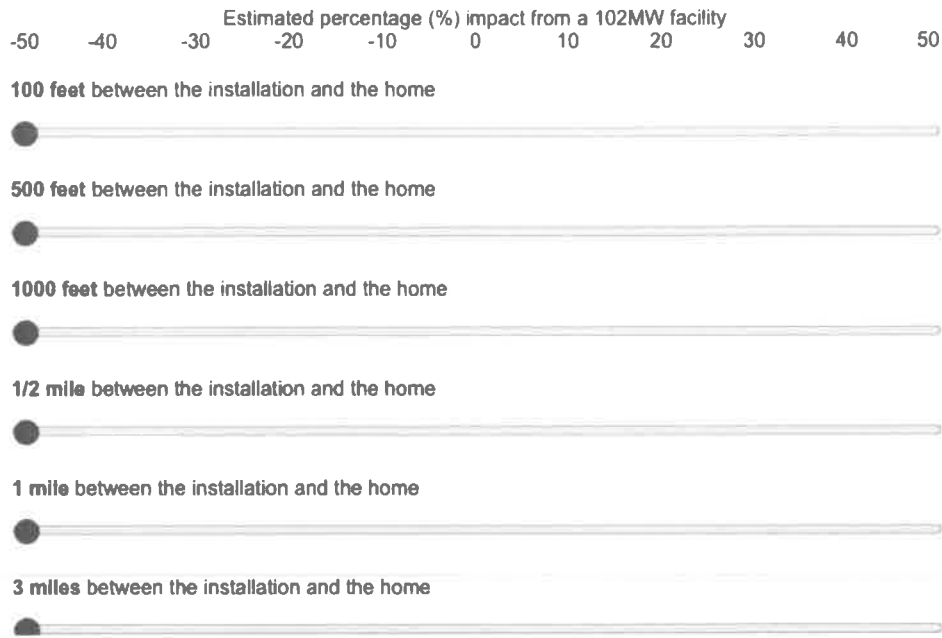 Estimated percentage (%) impact from a 102MW facility
-50 -40 -30 -20 -10 0 10 20 30 40 50
100 feet between the installation and the home
500 feet between the installation and the home
1000 feet between the installation and the home
1/2 mile between the installation and the home
1 mile between the installation and the home
3 miles between the installation and the home